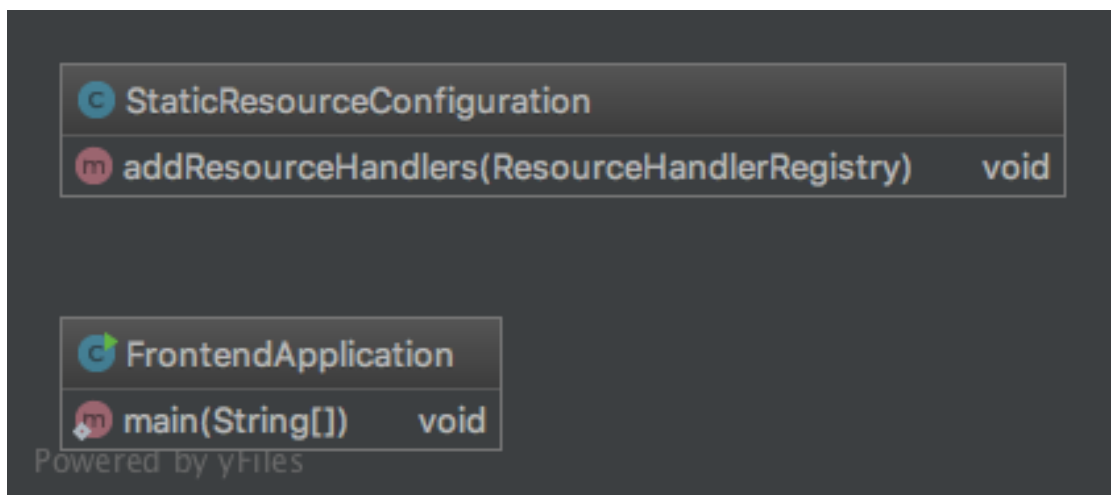 C StaticResourceConfiguration
m addResourceHandlers(ResourceHandlerRegistry) void
C FrontendApplication
m main(String[]) void
Powered by yFiles